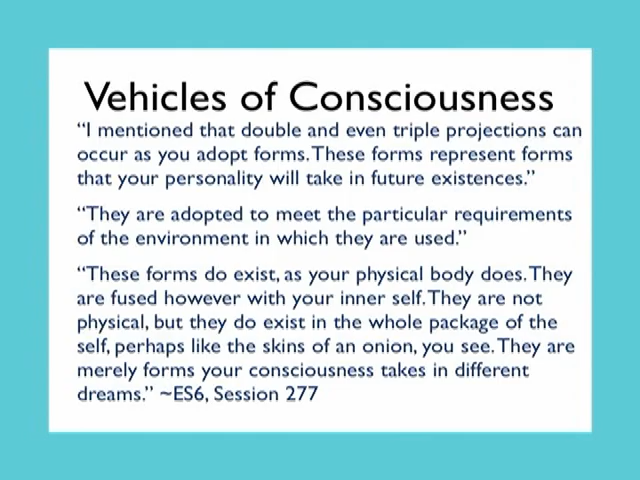 Vehicles of Consciousness
“I mentioned that double and even triple projections can
occur as you adopt forms. These forms represent forms
that your personality will take in future existences.”
“They are adopted to meet the particular requirements
of the environment in which they are used.”
“These forms do exist, as your physical body does. They
are fused however with your inner self. They are not
physical, but they do exist in the whole package of the
self, perhaps like the skins of an onion, you see. They are
merely forms your consciousness takes in different
dreams.” ~ES6, Session 277